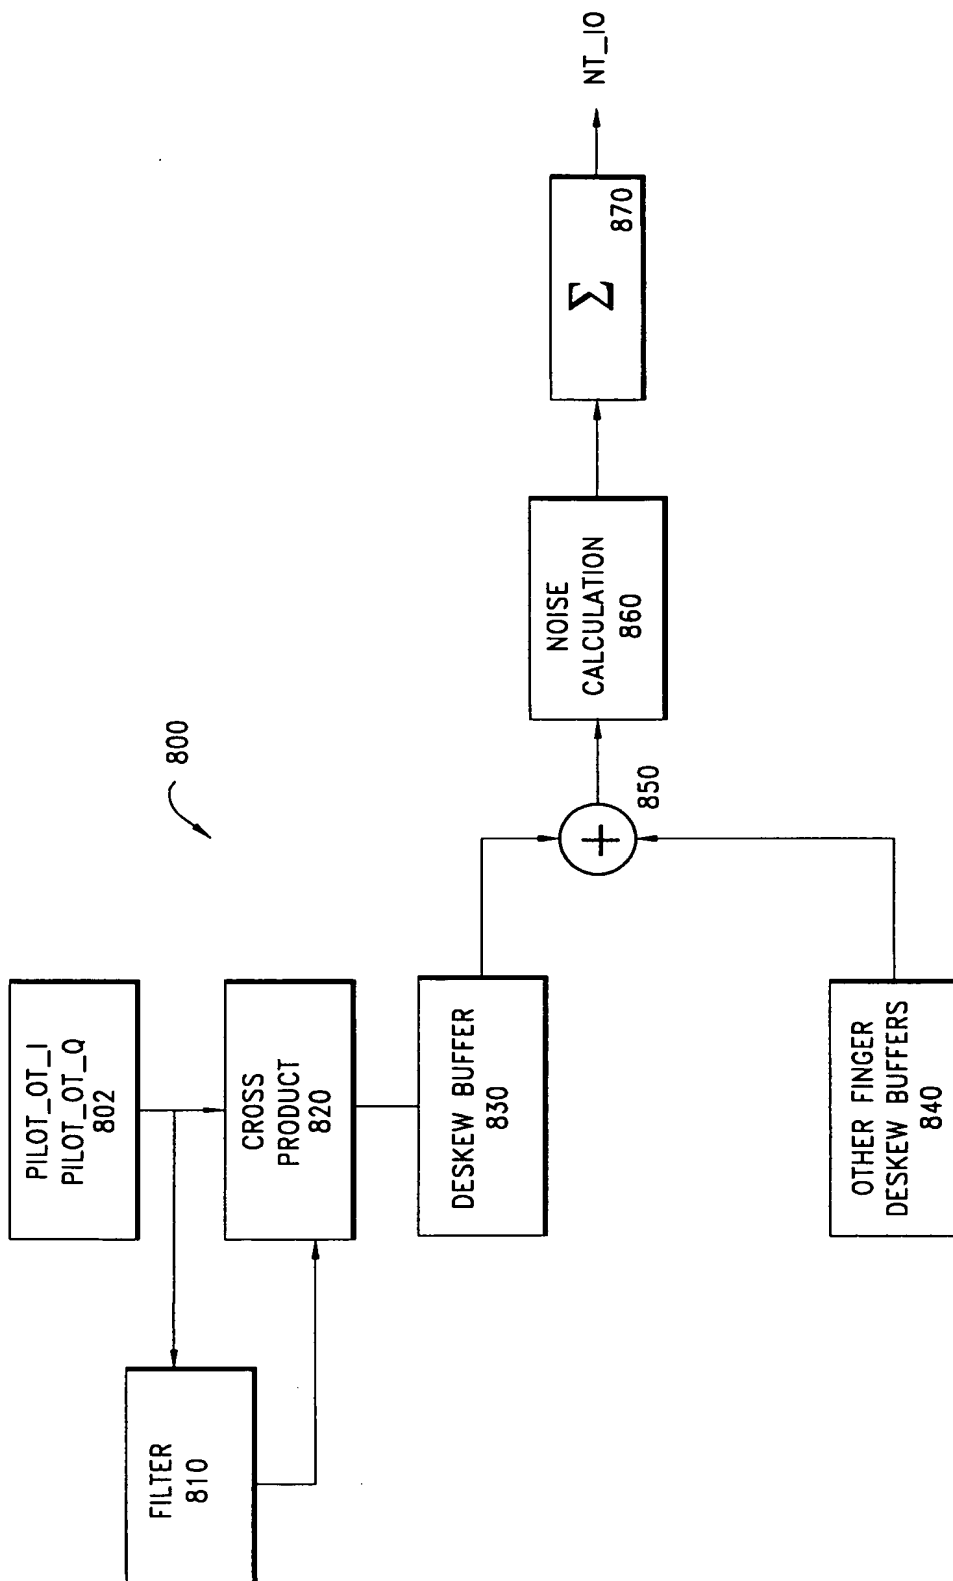 800
PILOT_OT_I
PILOT_OT_Q
802
FILTER
810
CROSS
PRODUCT
820
DESKEW BUFFER
830
OTHER FINGER
DESKEW BUFFERS
840
+
850
NOISE
CALCULATION
860
Σ
870
NT_IO